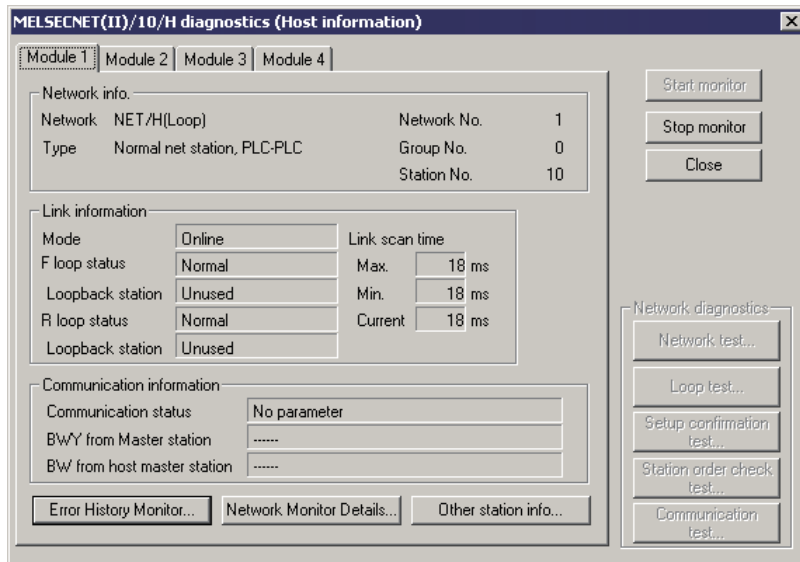 MELSECNET(II)/10/H diagnostics (Host information)
Module 1 Module 2 Module 3 Module 4
Network info.
Network NET/H(Loop) Network No. 1
Type Normal net station, PLC-PLC Group No. 0
Station No. 10
Link information
Mode Online Link scan time
F loop status Normal Max. 18 ms
Loopback station Unused Min. 18 ms
R loop status Normal Current 18 ms
Loopback station Unused
Communication information
Communication status No parameter
BWY from Master station ------
BW from host master station ------
Error History Monitor... Network Monitor Details... Other station info...
Start monitor
Stop monitor
Close
Network diagnostics
Network test...
Loop test...
Setup confirmation
test...
Station order check
test...
Communication
test...